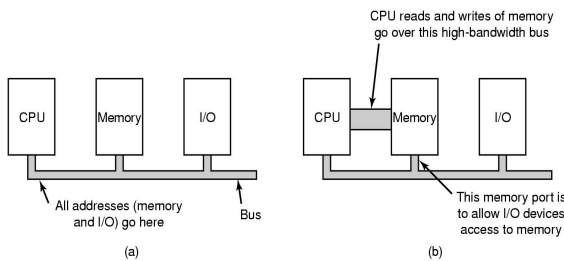 CPU reads and writes of memory
go over this high-bandwidth bus
CPU
Memory
I/O
All addresses (memory
and I/O) go here
Bus
(a)
CPU
Memory
I/O
This memory port is
to allow I/O devices
access to memory
(b)